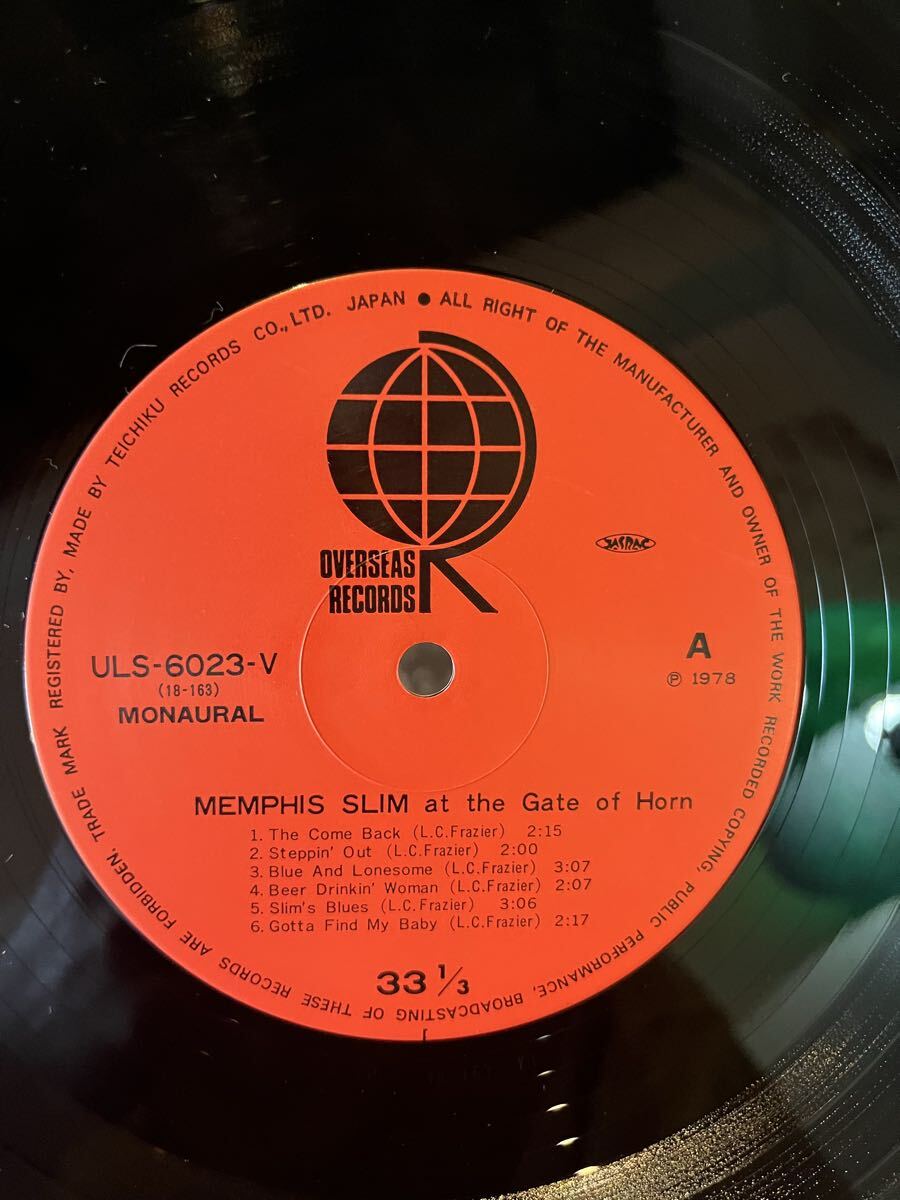 TRADE MARK REGISTERED BY, MADE BY TEICHIKU RECORDS CO., LTD. JAPAN ● ALL RIGHT OF THE MANUFACTURER AND OWNER OF THE WORK RECORDED COPYING, PUBLIC PERFORMANCE, BROADCASTING OF THESE RECORDS ARE FORBIDDEN,
OVERSEAS
RECORDS
R
JASRAC
ULS-6023-V
(18-163)
MONAURAL
A
Ⓟ 1978
MEMPHIS SLIM at the Gate of Horn
1. The Come Back (L.C.Frazier) 2:15
2. Steppin' Out (L.C.Frazier) 2:00
3. Blue And Lonesome (L.C.Frazier) 3:07
4. Beer Drinkin' Woman (L.C.Frazier) 2:07
5. Slim's Blues (L.C.Frazier) 3:06
6. Gotta Find My Baby (L.C.Frazier) 2:17
33 1/3